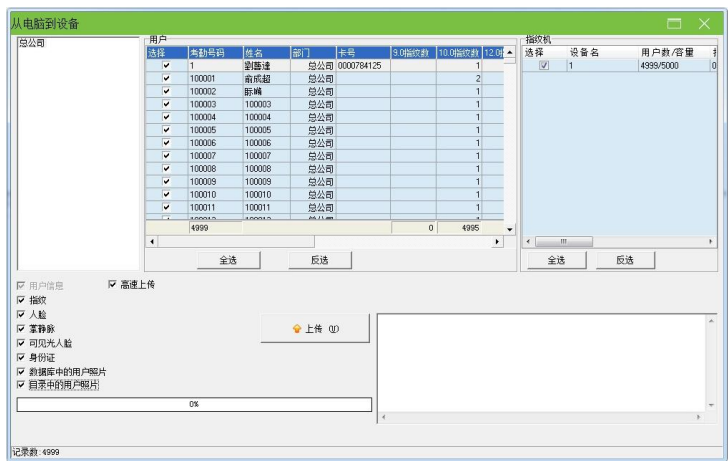 从电脑到设备
总公司
用户
选择 考勤号码 姓名 部门 卡号 9.0指纹数 10.0指纹数 12.0
1 劉藝達 总公司 0000784125 1
100001 俞成超 总公司 2
100002 总公司 1
100003 100003 总公司 1
100004 100004 总公司 1
100005 100005 总公司 1
100006 100006 总公司 1
100007 100007 总公司 1
100008 100008 总公司 1
100009 100009 总公司 1
100010 100010 总公司 1
100011 100011 总公司 1
4999 0 4995
全选 反选
指纹机
选择 设备名 用户数/容量
1 4999/5000 0
全选 反选
用户信息 高速上传
指纹
人脸
掌静脉
可见光人脸
身份证
数据库中的用户照片
目录中的用户照片
上传 (U)
0%
记录数:4999